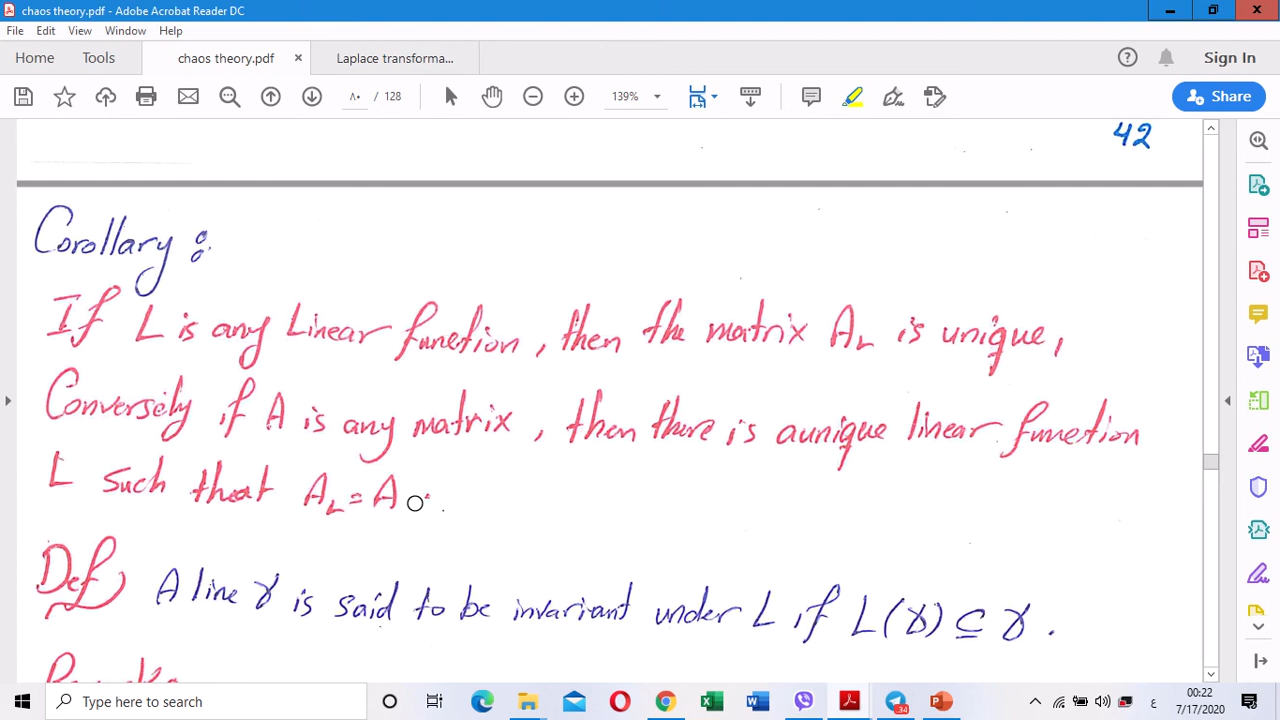 chaos theory.pdf - Adobe Acrobat Reader DC
File Edit View Window Help
Home Tools chaos theory.pdf × Laplace transforma... Sign In
٨٠ / 128 139% Share
42
Corollary :
If L is any Linear function, then the matrix A_L is unique,
Conversely if A is any matrix, then there is aunique linear function
L such that A_L = A
Def) A line γ is said to be invariant under L if L(γ) ⊆ γ.
Type here to search 34 ع 00:22
7/17/2020